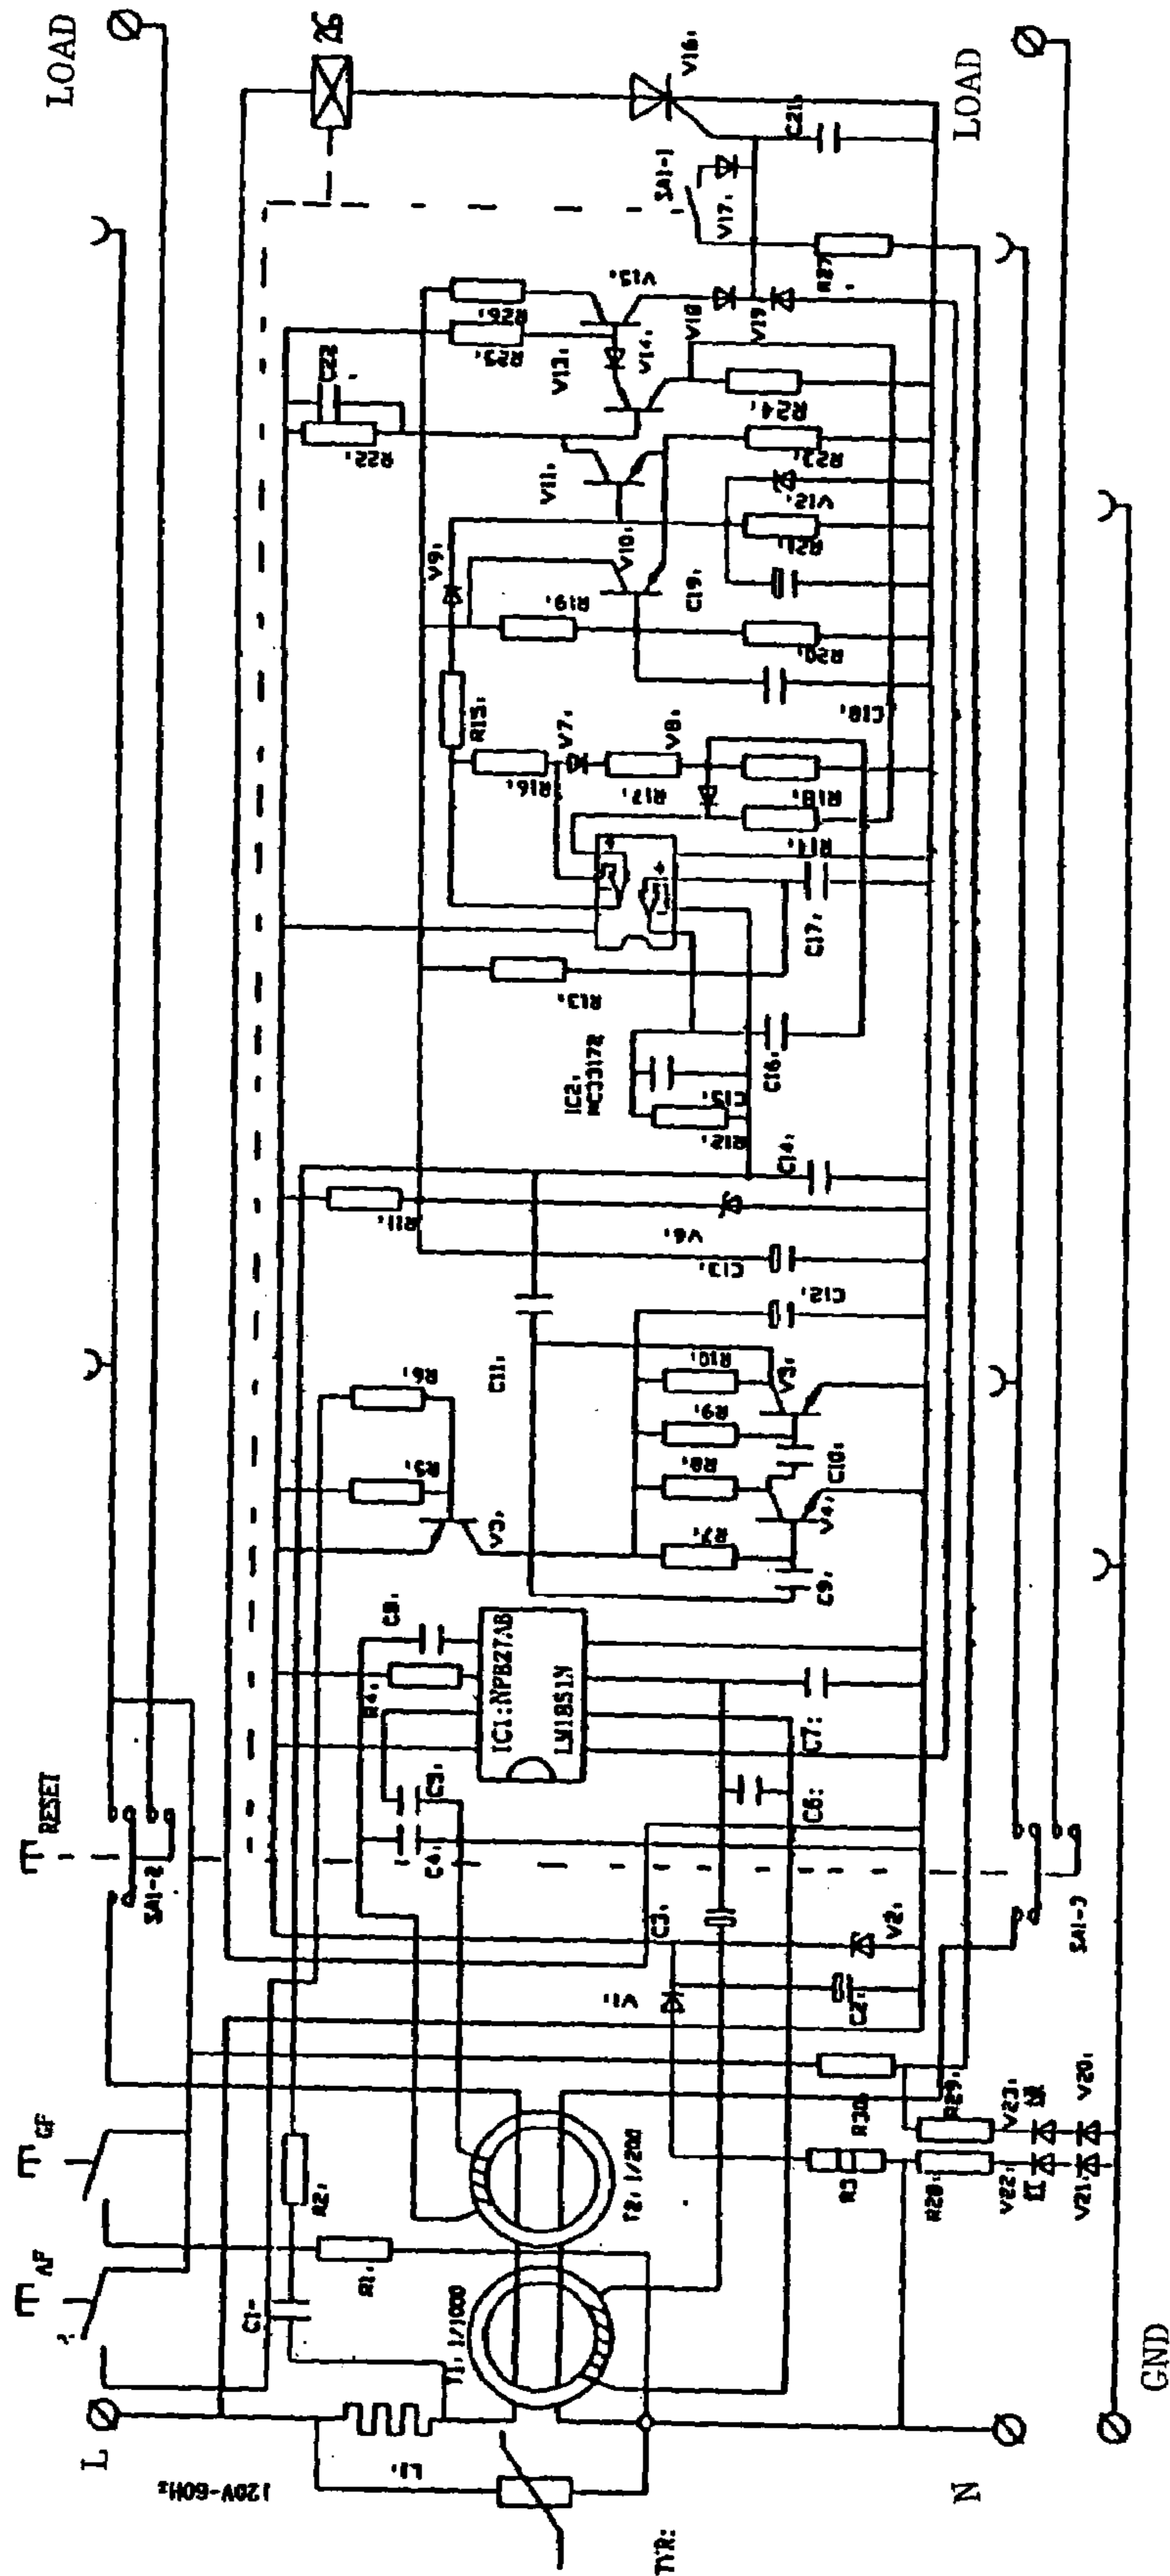 LOAD
LOAD
26
V16:
C21:
SA1-1
V17:
R27
R26:
V15:
R25:
V18:
V19:
C22
V13:
V14:
R24:
R22:
R23:
V11:
V12:
R21:
V10:
V9:
C19:
R19:
R20:
C18:
R15:
V7:
V8:
R16:
R17:
R18:
R14:
+
+
C17:
R13:
C16:
IC2:
MC33172
C15:
R12:
C14:
R11:
V6:
C13:
C12:
C11:
R6:
R5:
R10:
V5:
R9:
C10:
R8:
V4:
V3:
R7:
C9:
C8:
R4:
IC1:NPB27AB
LM1851N
C7:
C5:
C4:
C6:
RESET
SA1-2
SA1-3
C3:
V2:
V1:
C2:
R30:
R29:
V23:
V20:
R3
R28:
V22:
V21:
T2: 1/200
R2:
R1:
GF
AF
C1-
T1: 1/1000
L
L1:
120V-60Hz
TYR:
N
GND